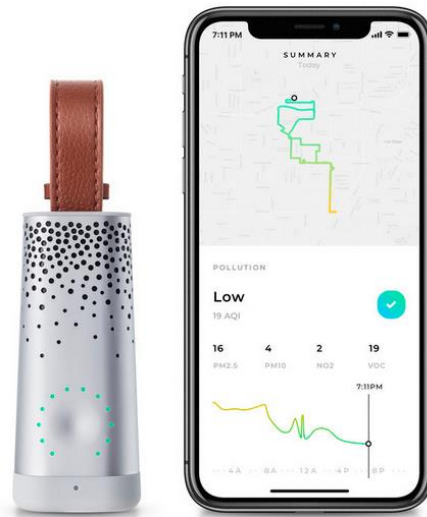 7:11 PM
SUMMARY
Today
POLLUTION
Low
19 AQI
16 4 2 19
PM2.5 PM10 NO2 VOC
7:11PM
4A 8A 12A 4P 8P